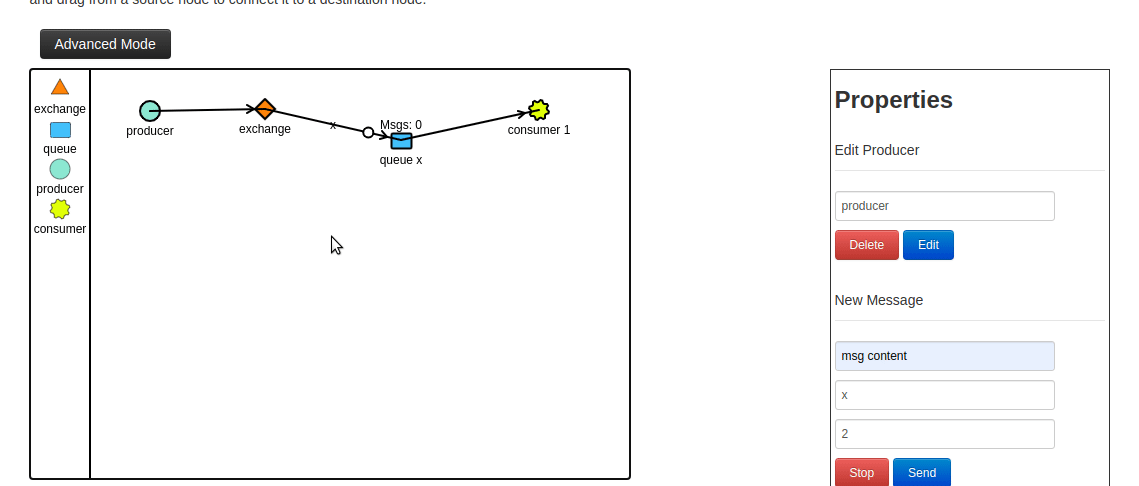 and drag from a source node to connect it to a destination node.
Advanced Mode
exchange
queue
producer
consumer
producer
exchange
x
Msgs: 0
queue x
consumer 1
Properties
Edit Producer
producer
Delete Edit
New Message
msg content
x
2
Stop Send